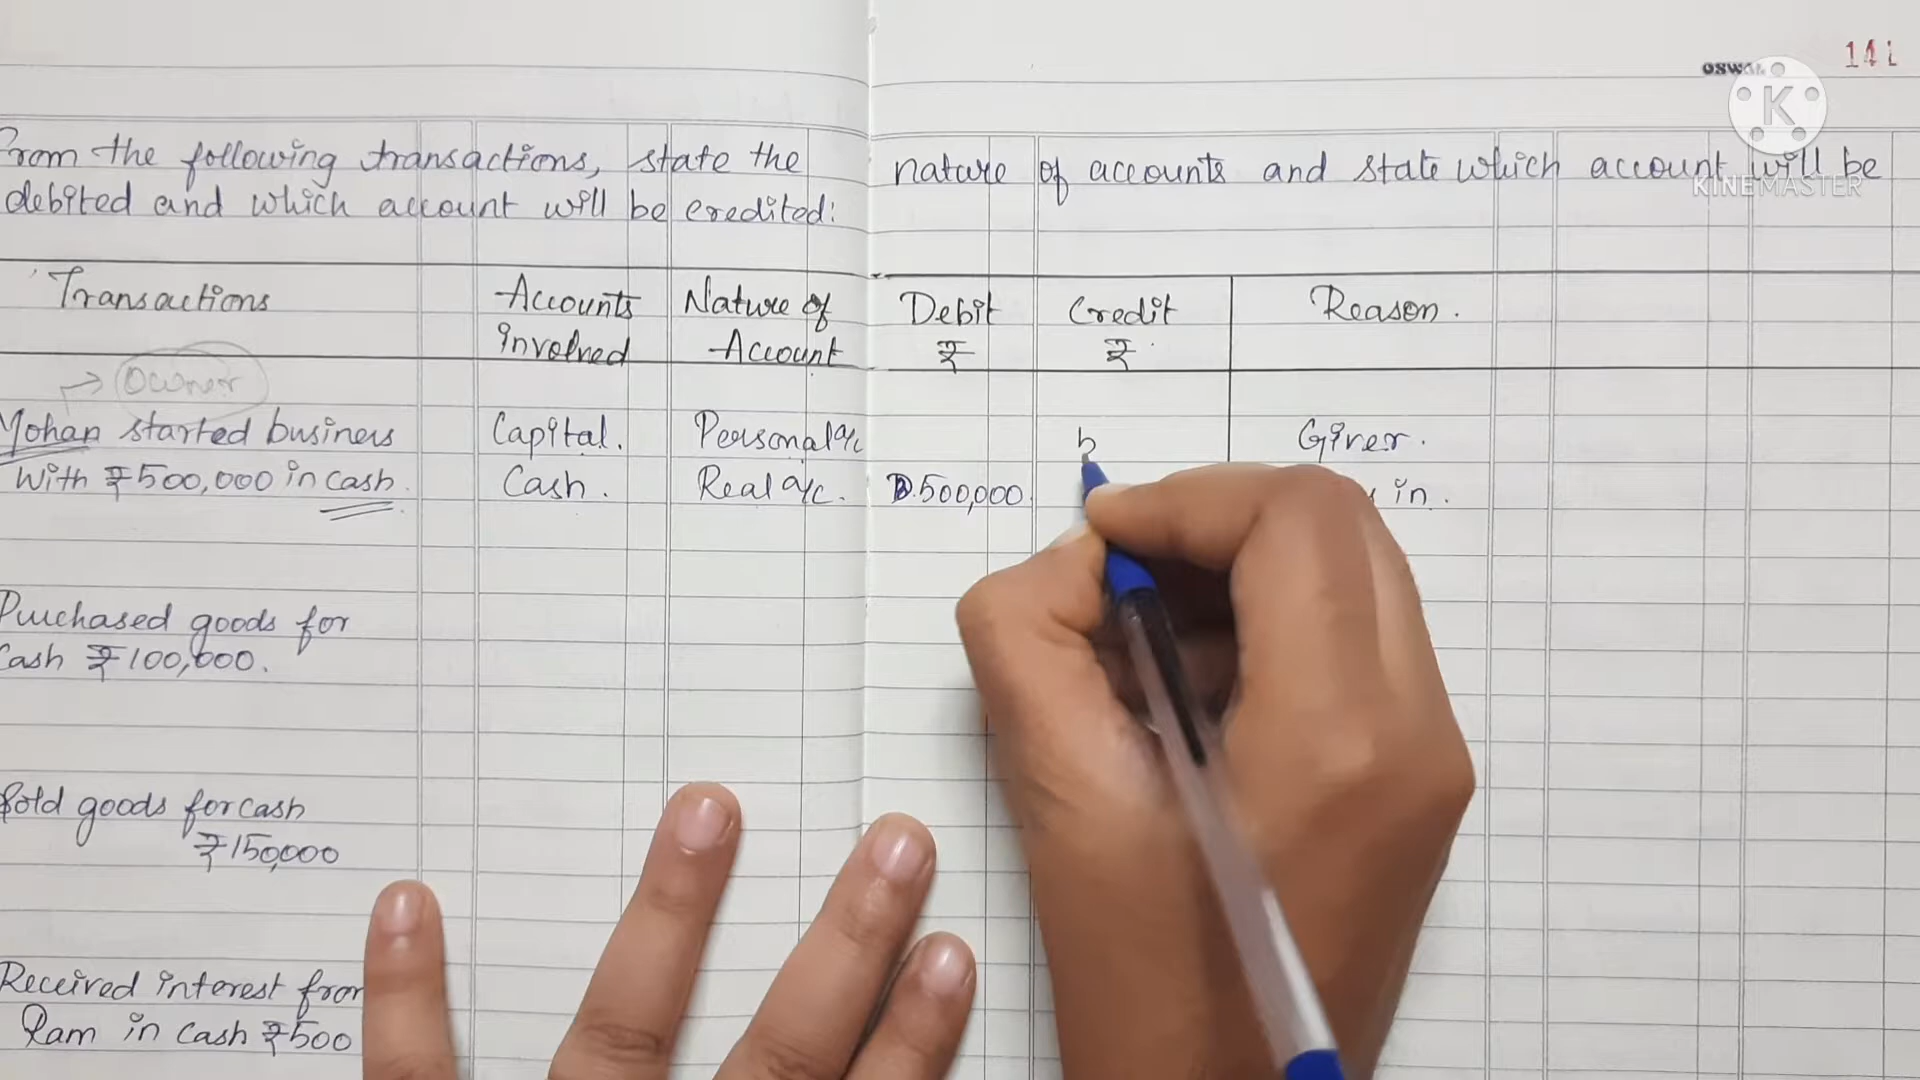 OSWAL 141
From the following transactions, state the nature of accounts and state which account will be
debited and which account will be credited:
KINEMASTER
Transactions Accounts Involved Nature of Account Debit ₹ Credit ₹ Reason.
→ Owner
Mohan started business Capital. Personal a/c Giver.
With ₹500,000 in cash. Cash. Real a/c. D.500,000 in.
Purchased goods for
Cash ₹100,000.
Sold goods for cash
₹150,000
Received interest from
Ram in cash ₹500